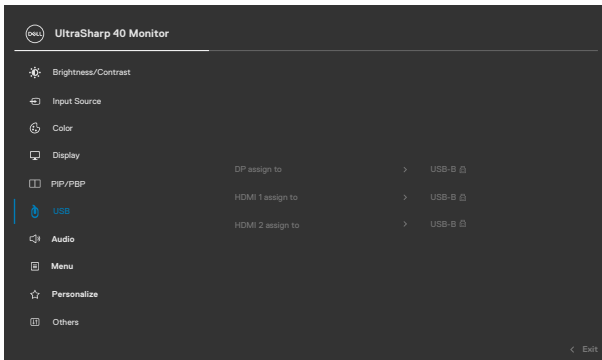 DELL
UltraSharp 40 Monitor
Brightness/Contrast
Input Source
Color
Display
PIP/PBP
USB
Audio
Menu
Personalize
Others
DP assign to > USB-B
HDMI 1 assign to > USB-B
HDMI 2 assign to > USB-B
< Exit